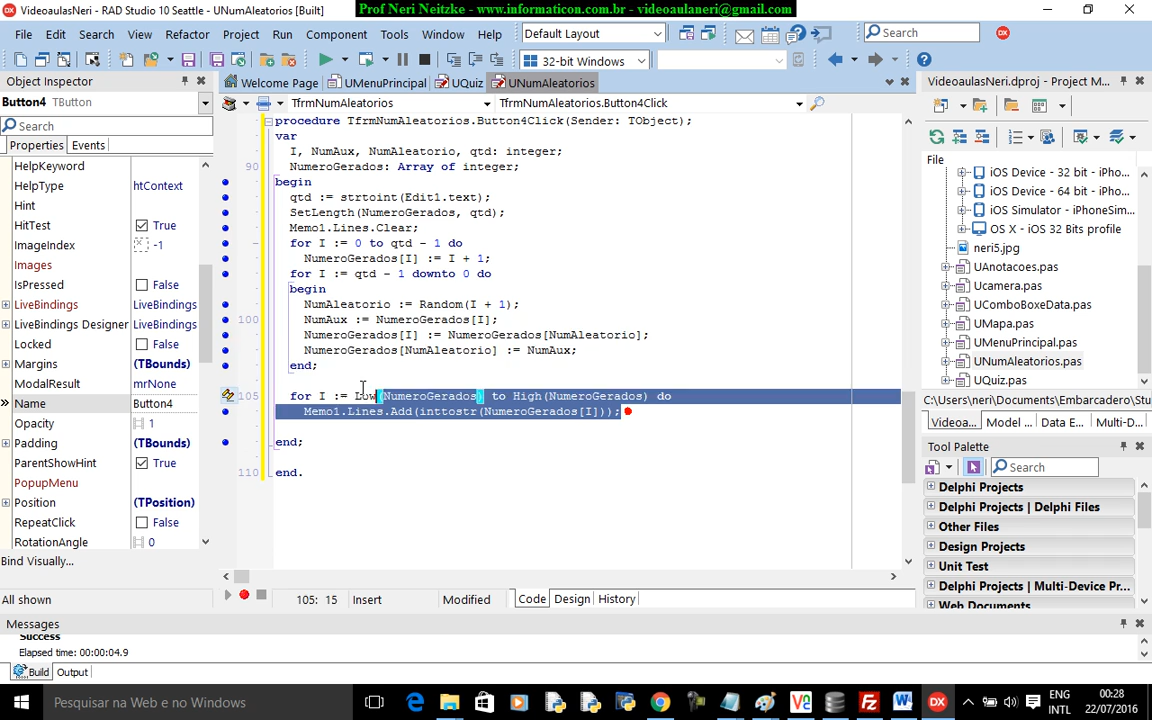 Prof Neri Neitzke - www.informaticon.com.br - videoaulaneri@gmail.com
VideoaulasNeri - RAD Studio 10 Seattle - UNumAleatorios [Built]
File Edit Search View Refactor Project Run Component Tools Window Help
Default Layout
Search
32-bit Windows
Object Inspector
Button4 TButton
Search
Properties Events
HelpKeyword
HelpType htContext
Hint
HitTest True
ImageIndex -1
Images
IsPressed False
LiveBindings LiveBindings
LiveBindings Designer LiveBindings
Locked False
Margins (TBounds)
ModalResult mrNone
Name Button4
Opacity 1
Padding (TBounds)
ParentShowHint True
PopupMenu
Position (TPosition)
RepeatClick False
RotationAngle 0
Bind Visually...
All shown
Welcome Page UMenuPrincipal UQuiz UNumAleatorios
TfrmNumAleatorios TfrmNumAleatorios.Button4Click
procedure TfrmNumAleatorios.Button4Click(Sender: TObject);
var
I, NumAux, NumAleatorio, qtd: integer;
90 NumeroGerados: Array of integer;
begin
qtd := strtoint(Edit1.text);
SetLength(NumeroGerados, qtd);
Memo1.Lines.Clear;
for I := 0 to qtd - 1 do
NumeroGerados[I] := I + 1;
for I := qtd - 1 downto 0 do
begin
NumAleatorio := Random(I + 1);
100 NumAux := NumeroGerados[I];
NumeroGerados[I] := NumeroGerados[NumAleatorio];
NumeroGerados[NumAleatorio] := NumAux;
end;
105 for I := Low(NumeroGerados) to High(NumeroGerados) do
Memo1.Lines.Add(inttostr(NumeroGerados[I]));
end;
110 end.
105: 15 Insert Modified Code Design History
VideoaulasNeri.dproj - Project M...
File
iOS Device - 32 bit - iPho...
iOS Device - 64 bit - iPho...
iOS Simulator - iPhoneSim...
OS X - iOS 32 Bits profile
neri5.jpg
UAnotacoes.pas
Ucamera.pas
UComboBoxData.pas
UMapa.pas
UMenuPrincipal.pas
UNumAleatorios.pas
UQuiz.pas
C:\Users\neri\Documents\Embarcadero\Stu
Videoa... Model ... Data E... Multi-D...
Tool Palette
Search
Delphi Projects
Delphi Projects | Delphi Files
Other Files
Design Projects
Unit Test
Delphi Projects | Multi-Device Pr...
Web Documents
Messages
Success
Elapsed time: 00:00:04.9
Build Output
Pesquisar na Web e no Windows
ENG
INTL
00:28
22/07/2016